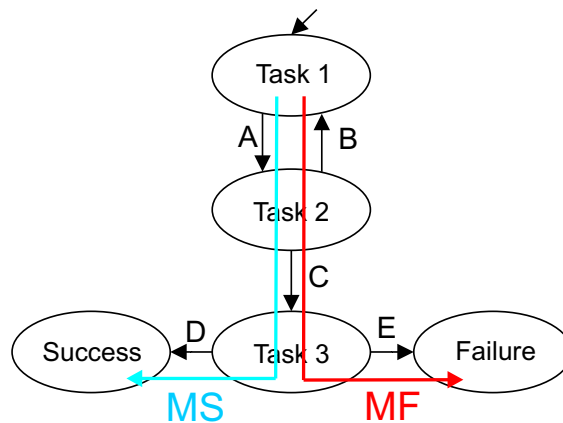 Task 1
A
B
Task 2
C
D
E
Success
Task 3
Failure
MS
MF